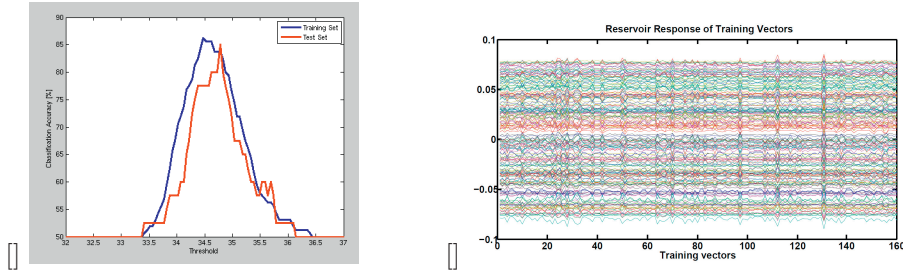 90
85
80
75
70
65
60
55
50
Classification Accuracy (%)
Training Set
Test Set
32 32.5 33 33.5 34 34.5 35 35.5 36 36.5 37
Threshold
[]
Reservoir Response of Training Vectors
0.1
0.05
0
-0.05
-0.1
0 20 40 60 80 100 120 140 160
Training vectors
[]